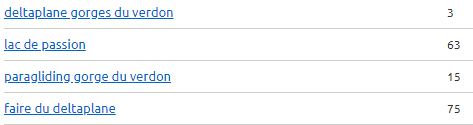 deltaplane gorges du verdon 3
lac de passion 63
paragliding gorge du verdon 15
faire du deltaplane 75